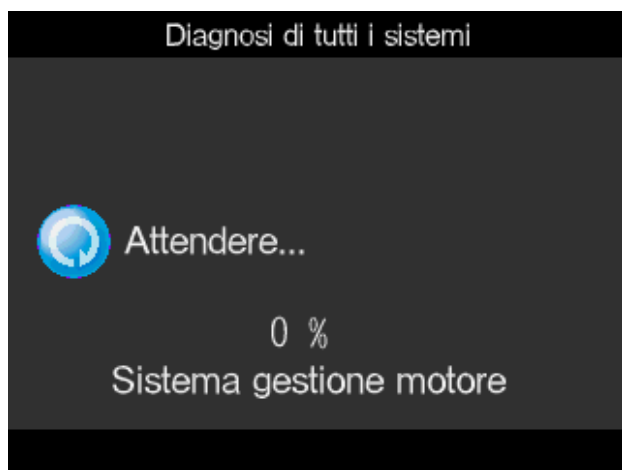 Diagnosi di tutti i sistemi
Attendere...
0 %
Sistema gestione motore